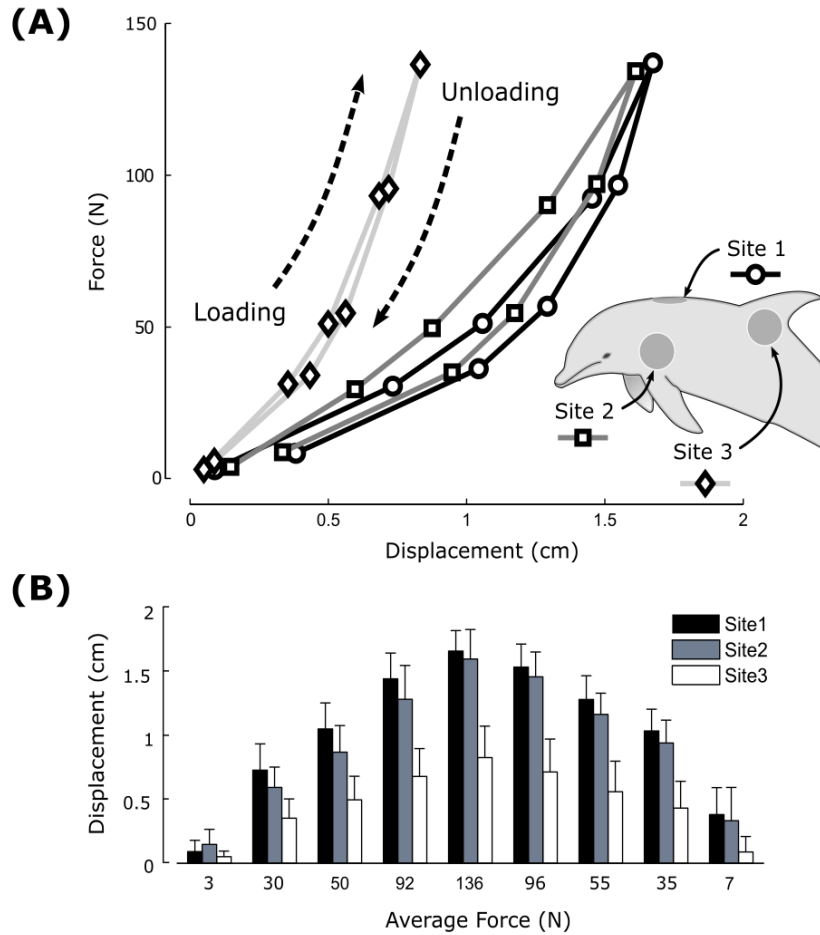 (A)
150
100
50
0
Force (N)
Loading
Unloading
Site 1
Site 2
Site 3
0
0.5
1
1.5
2
Displacement (cm)
(B)
2
1.5
1
0.5
0
Displacement (cm)
Site1
Site2
Site3
3 30 50 92 136 96 55 35 7
Average Force (N)